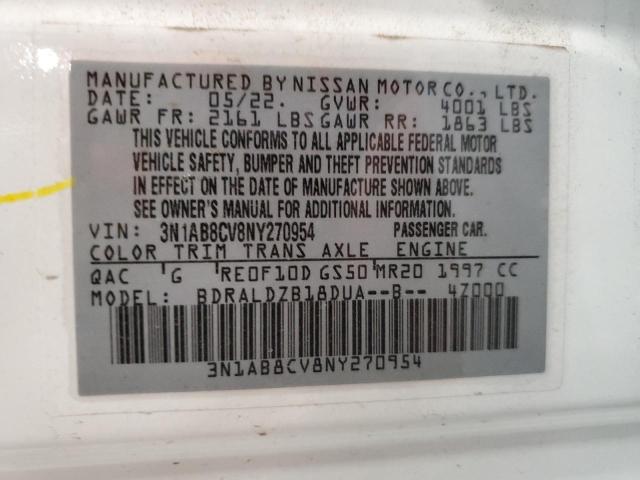 MANUFACTURED BY NISSAN MOTOR CO., LTD.
DATE: 05/22. GVWR: 4001 LBS
GAWR FR: 2161 LBS GAWR RR: 1863 LBS
THIS VEHICLE CONFORMS TO ALL APPLICABLE FEDERAL MOTOR
VEHICLE SAFETY, BUMPER AND THEFT PREVENTION STANDARDS
IN EFFECT ON THE DATE OF MANUFACTURE SHOWN ABOVE.
SEE OWNER'S MANUAL FOR ADDITIONAL INFORMATION.
VIN: 3N1AB8CV8NY270954 PASSENGER CAR.
COLOR TRIM TRANS AXLE ENGINE
QAC G RE0F10D GS50 MR20 1997 CC
MODEL: BDRALDZB18DUA--B-- 4Z000
3N1AB8CV8NY270954